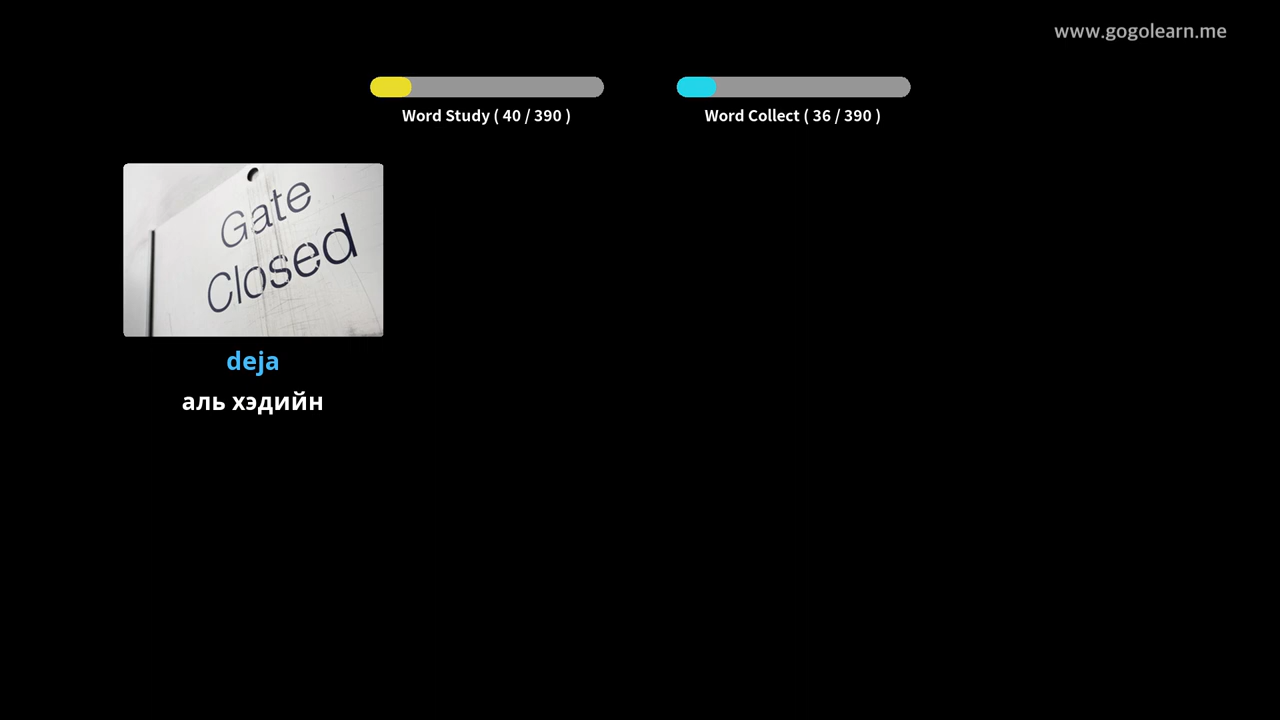 www.gogolearn.me
Word Study ( 40 / 390 )
Word Collect ( 36 / 390 )
Gate
Closed
deja
аль хэдийн